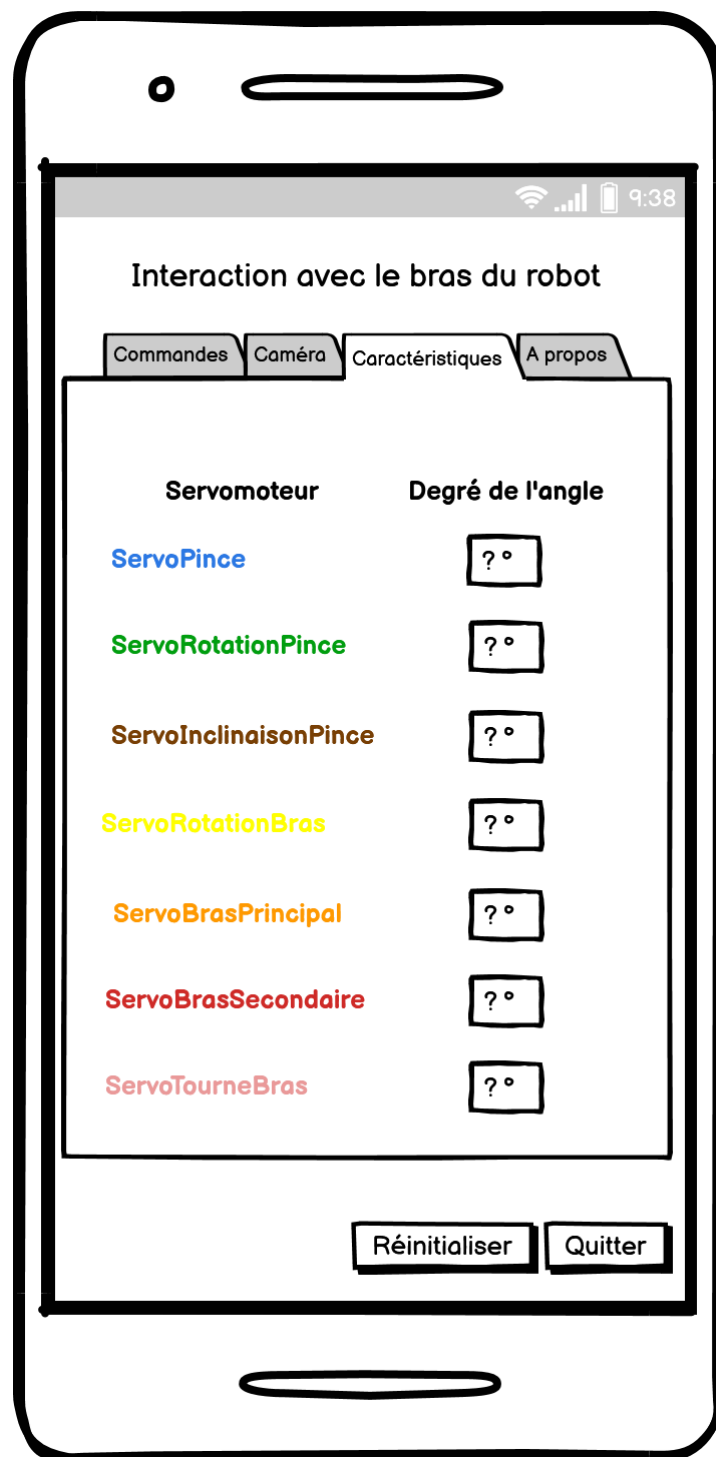 9:38
Interaction avec le bras du robot
Commandes Caméra Caractéristiques A propos
Servomoteur Degré de l'angle
ServoPince ? °
ServoRotationPince ? °
ServoInclinaisonPince ? °
ServoRotationBras ? °
ServoBrasPrincipal ? °
ServoBrasSecondaire ? °
ServoTourneBras ? °
Réinitialiser Quitter